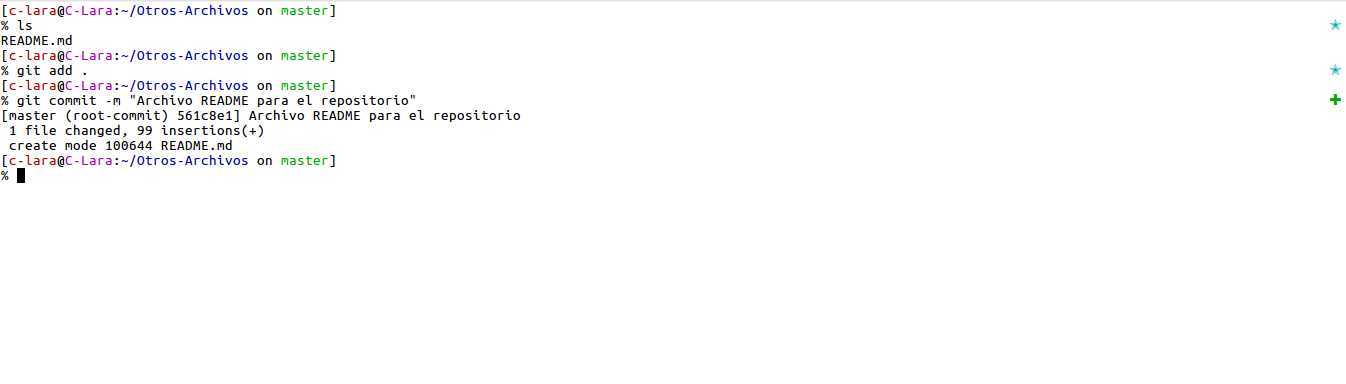 [c-lara@C-Lara:~/Otros-Archivos on master]
% ls
README.md
[c-lara@C-Lara:~/Otros-Archivos on master]
% git add .
[c-lara@C-Lara:~/Otros-Archivos on master]
% git commit -m "Archivo README para el repositorio"
[master (root-commit) 561c8e1] Archivo README para el repositorio
 1 file changed, 99 insertions(+)
 create mode 100644 README.md
[c-lara@C-Lara:~/Otros-Archivos on master]
%